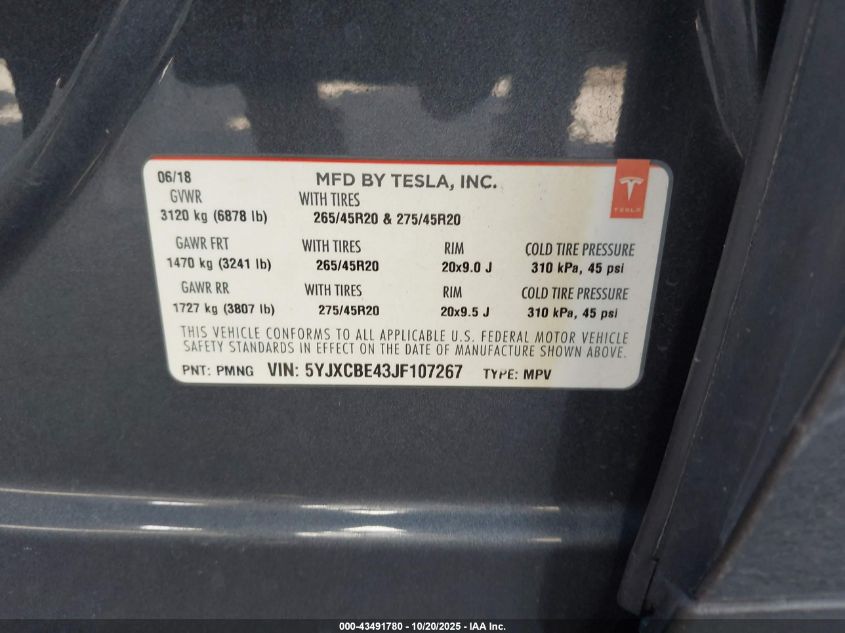 06/18 MFD BY TESLA, INC.
GVWR WITH TIRES
3120 kg (6878 lb) 265/45R20 & 275/45R20
TESLA
GAWR FRT WITH TIRES RIM COLD TIRE PRESSURE
1470 kg (3241 lb) 265/45R20 20x9.0 J 310 kPa, 45 psi
GAWR RR WITH TIRES RIM COLD TIRE PRESSURE
1727 kg (3807 lb) 275/45R20 20x9.5 J 310 kPa, 45 psi
THIS VEHICLE CONFORMS TO ALL APPLICABLE U.S. FEDERAL MOTOR VEHICLE
SAFETY STANDARDS IN EFFECT ON THE DATE OF MANUFACTURE SHOWN ABOVE.
PNT: PMNG VIN: 5YJXCBE43JF107267 TYPE: MPV
000-43491780 - 10/20/2025 - IAA Inc.